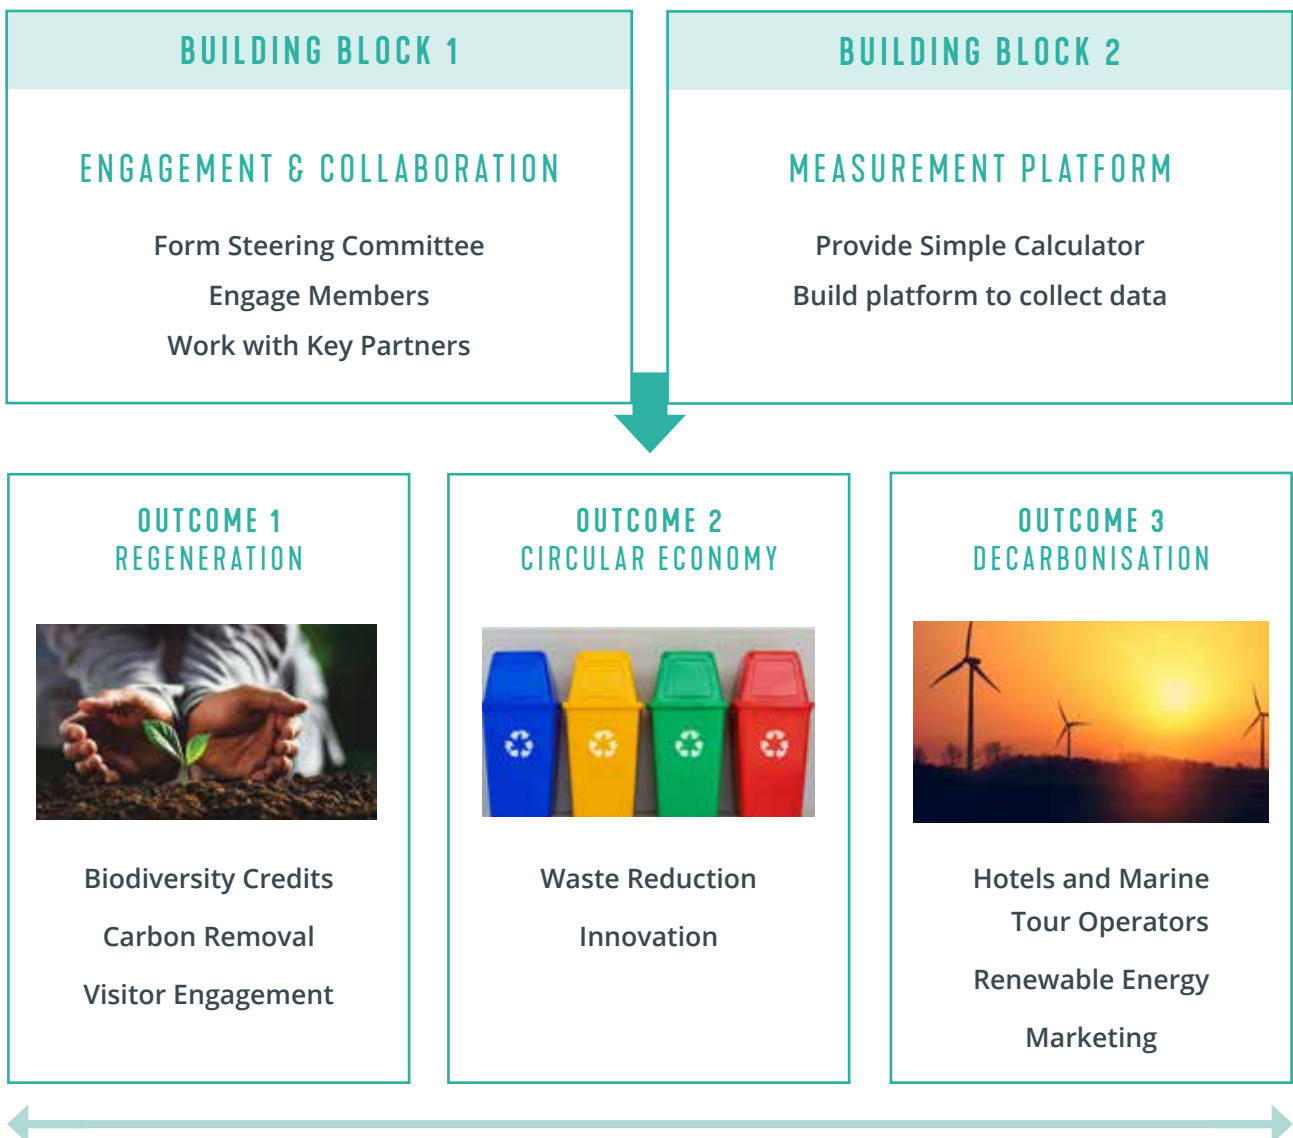 BUILDING BLOCK 1
ENGAGEMENT & COLLABORATION
Form Steering Committee
Engage Members
Work with Key Partners
BUILDING BLOCK 2
MEASUREMENT PLATFORM
Provide Simple Calculator
Build platform to collect data
OUTCOME 1
REGENERATION
Biodiversity Credits
Carbon Removal
Visitor Engagement
OUTCOME 2
CIRCULAR ECONOMY
Waste Reduction
Innovation
OUTCOME 3
DECARBONISATION
Hotels and Marine
Tour Operators
Renewable Energy
Marketing